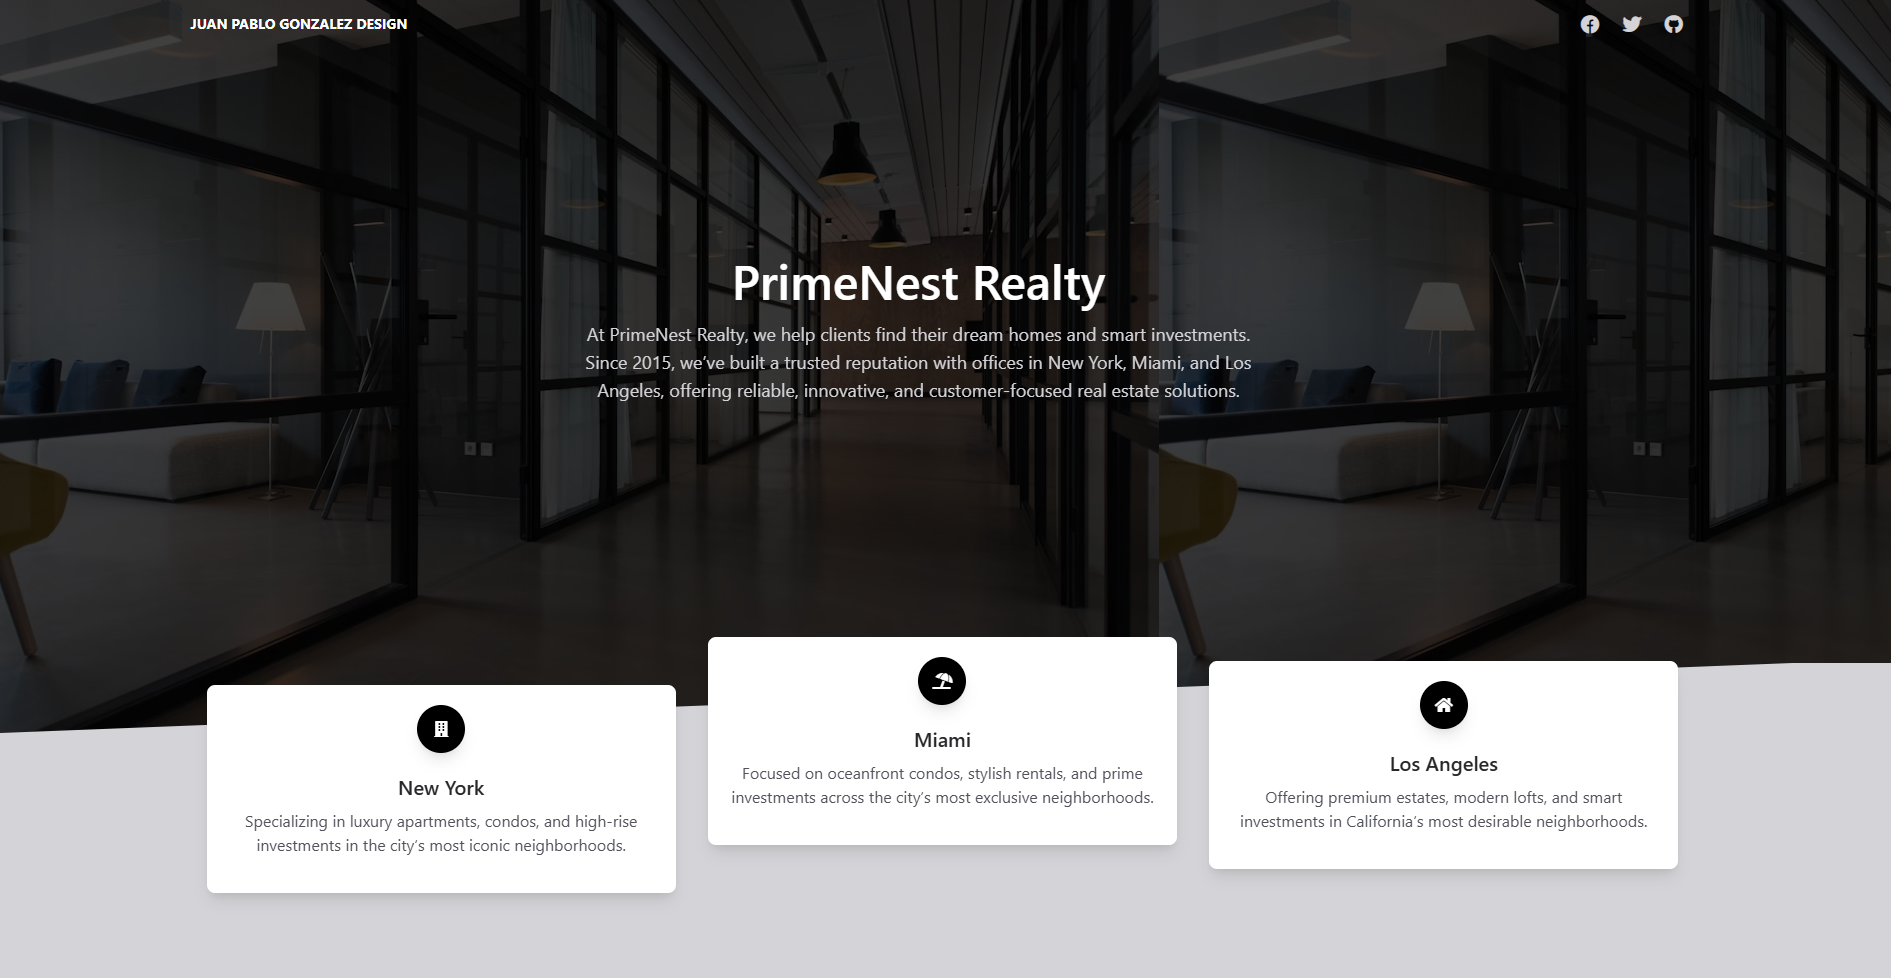 JUAN PABLO GONZALEZ DESIGN
PrimeNest Realty
At PrimeNest Realty, we help clients find their dream homes and smart investments.
Since 2015, we’ve built a trusted reputation with offices in New York, Miami, and Los
Angeles, offering reliable, innovative, and customer-focused real estate solutions.
New York
Specializing in luxury apartments, condos, and high-rise
investments in the city’s most iconic neighborhoods.
Miami
Focused on oceanfront condos, stylish rentals, and prime
investments across the city’s most exclusive neighborhoods.
Los Angeles
Offering premium estates, modern lofts, and smart
investments in California’s most desirable neighborhoods.